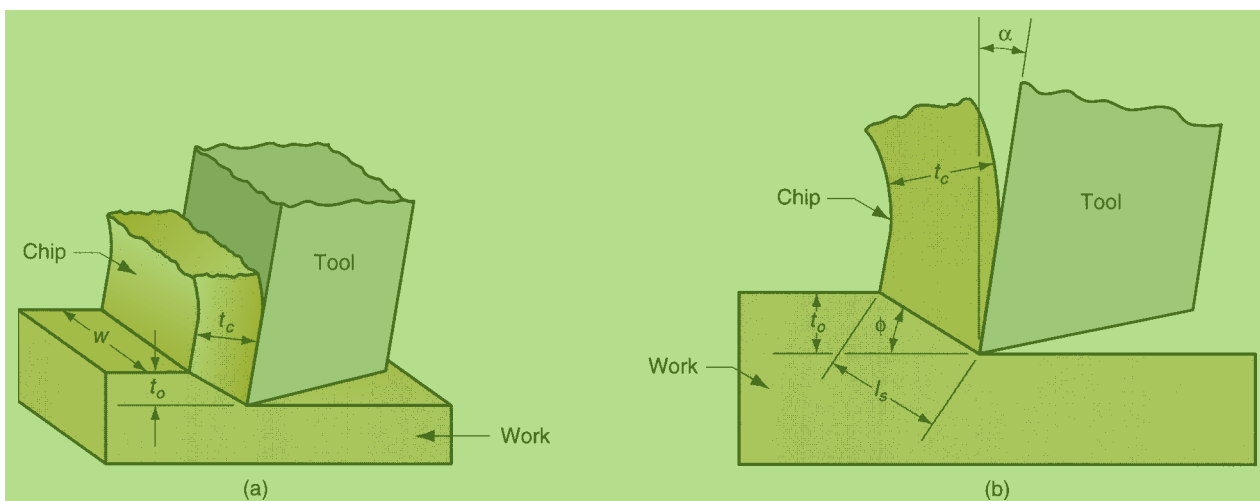 Chip
Tool
w
t_c
t_o
Work
(a)
α
Chip
t_c
Tool
t_o
ϕ
Work
l_s
(b)